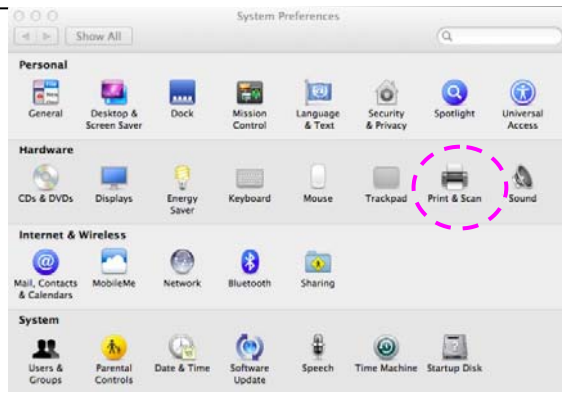 System Preferences
Show All
Personal
General
Desktop &
Screen Saver
Dock
Mission
Control
Language
& Text
Security
& Privacy
Spotlight
Universal
Access
Hardware
CDs & DVDs
Displays
Energy
Saver
Keyboard
Mouse
Trackpad
Print & Scan
Sound
Internet & Wireless
Mail, Contacts
& Calendars
MobileMe
Network
Bluetooth
Sharing
System
Users &
Groups
Parental
Controls
Date & Time
Software
Update
Speech
Time Machine
Startup Disk